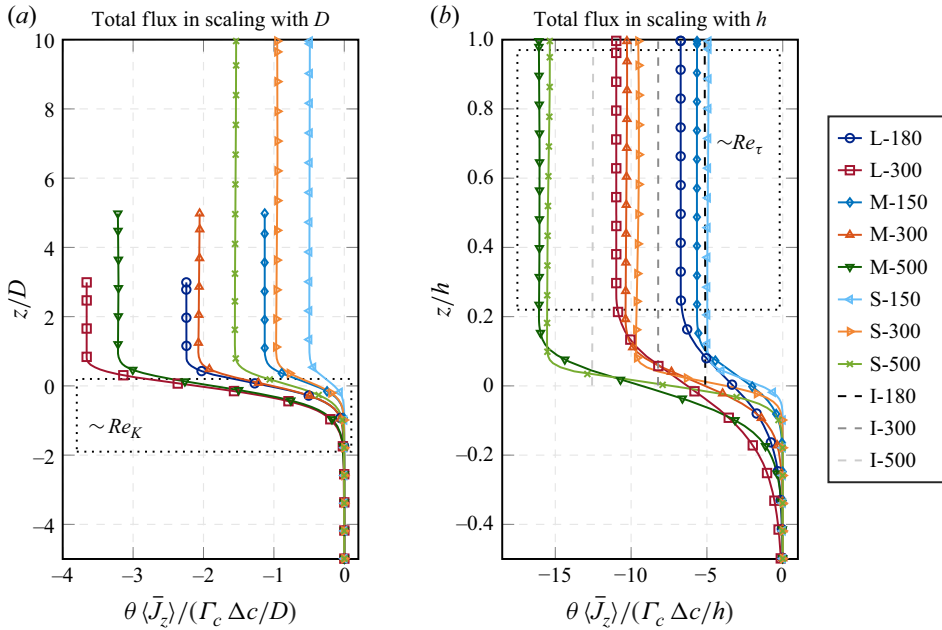 (a)
Total flux in scaling with D
10
8
6
4
2
0
−2
−4
z/D
~ Re_K
−4 −3 −2 −1 0
θ ⟨J̄_z⟩/(Γ_c Δc/D)
(b)
Total flux in scaling with h
1.0
0.8
0.6
0.4
0.2
0
−0.2
−0.4
z/h
~Re_τ
−15 −10 −5 0
θ ⟨J̄_z⟩/(Γ_c Δc/h)
L-180
L-300
M-150
M-300
M-500
S-150
S-300
S-500
I-180
I-300
I-500